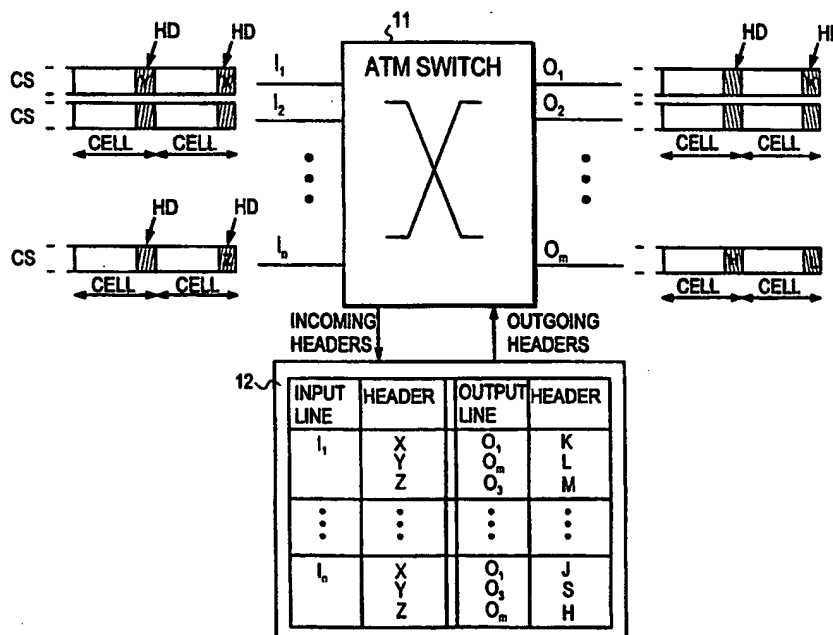 11
HD HD
HD HD
I1
ATM SWITCH
O1
CS
X
K
CS
I2
O2
CELL CELL
CELL CELL
HD HD
CS
Z
In
Om
H
L
CELL CELL
CELL CELL
INCOMING HEADERS
OUTGOING HEADERS
12
INPUT LINE HEADER OUTPUT LINE HEADER
I1 X O1 K
Y Om L
Z O3 M
In X O1 J
Y O3 S
Z Om H